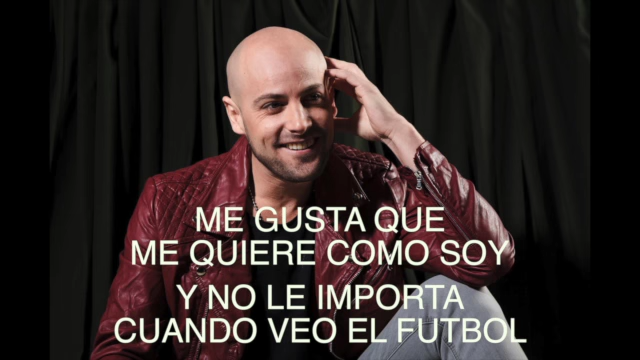 ME GUSTA QUE
ME QUIERE COMO SOY
Y NO LE IMPORTA
CUANDO VEO EL FUTBOL